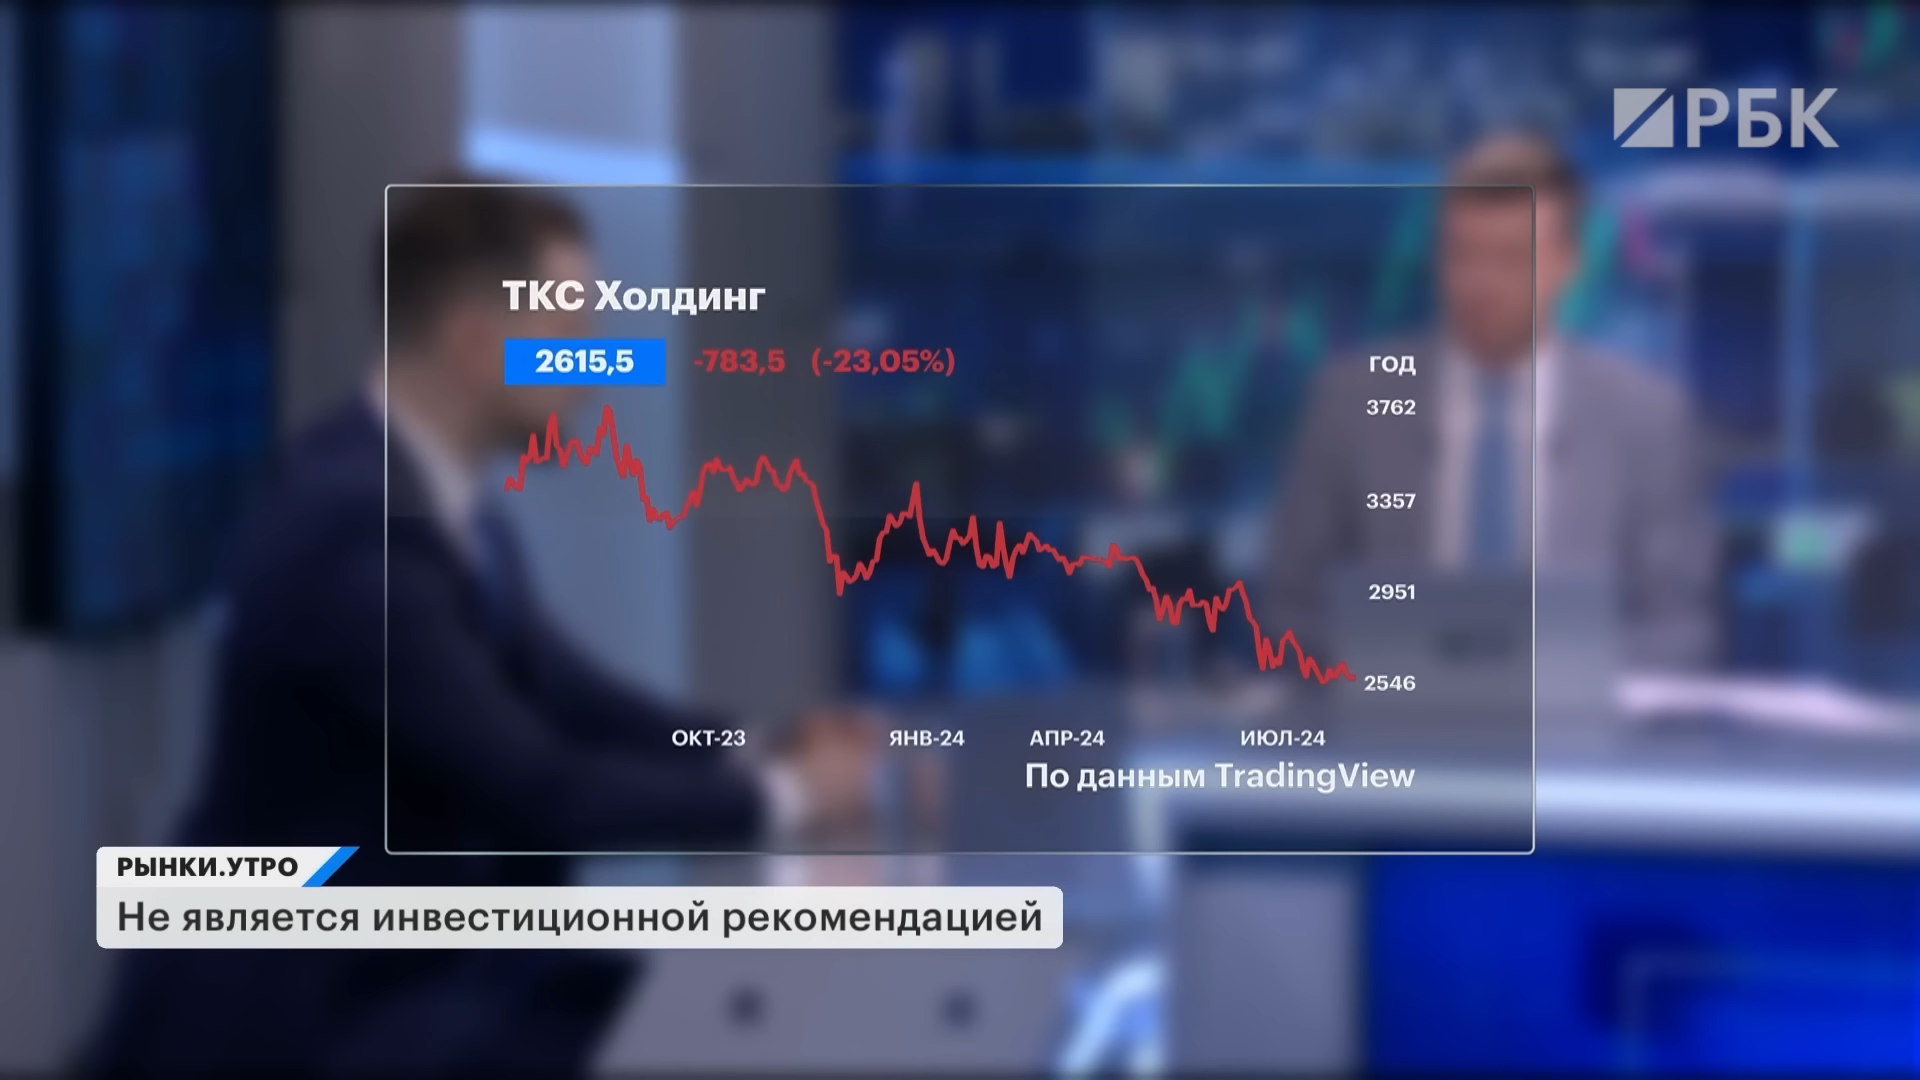 РБК
ТКС Холдинг
2615,5 -783,5 (-23,05%)
ГОД
3762
3357
2951
2546
ОКТ-23 ЯНВ-24 АПР-24 ИЮЛ-24
По данным TradingView
РЫНКИ.УТРО
Не является инвестиционной рекомендацией